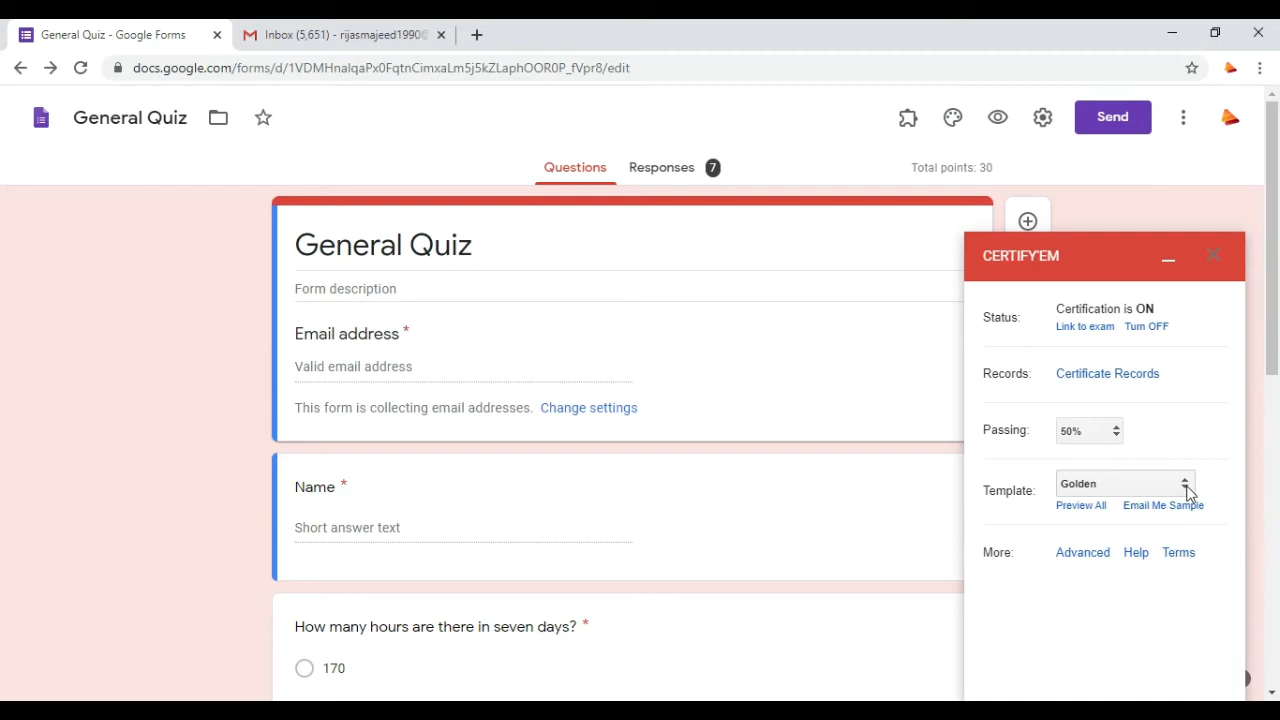 General Quiz - Google Forms
Inbox (5,651) - rijasmajeed1990@
docs.google.com/forms/d/1VDMHnalqaPx0FqtnCimxaLm5j5kZLaphOOR0P_fVpr8/edit
General Quiz
Send
Questions
Responses 7
Total points: 30
General Quiz
Form description
Email address *
Valid email address
This form is collecting email addresses. Change settings
Name *
Short answer text
How many hours are there in seven days? *
170
CERTIFY'EM
Status:
Certification is ON
Link to exam Turn OFF
Records: Certificate Records
Passing: 50%
Template: Golden
Preview All Email Me Sample
More: Advanced Help Terms